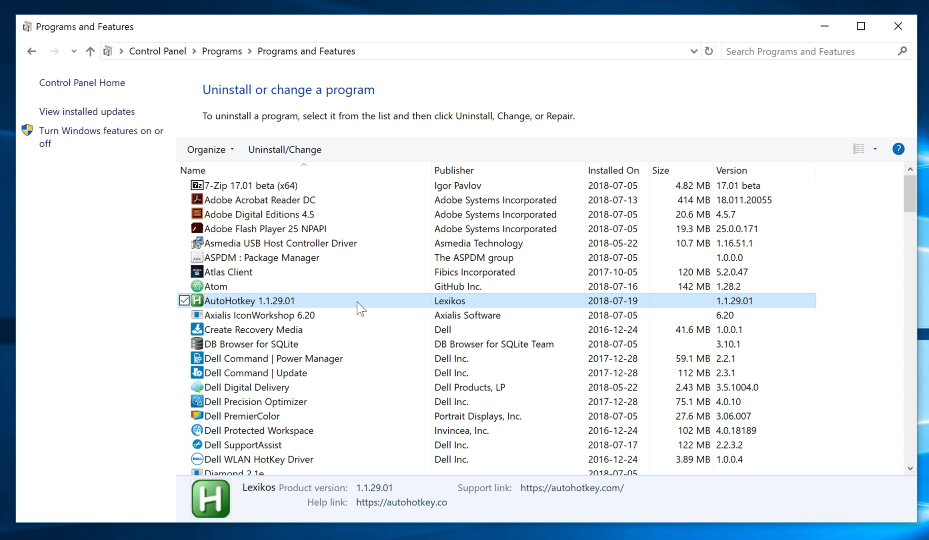 Programs and Features
Control Panel > Programs > Programs and Features
Search Programs and Features
Control Panel Home
View installed updates
Turn Windows features on or
off
Uninstall or change a program
To uninstall a program, select it from the list and then click Uninstall, Change, or Repair.
Organize Uninstall/Change ?
Name Publisher Installed On Size Version
7z 7-Zip 17.01 beta (x64) Igor Pavlov 2018-07-05 4.82 MB 17.01 beta
Adobe Acrobat Reader DC Adobe Systems Incorporated 2018-07-13 414 MB 18.011.20055
Adobe Digital Editions 4.5 Adobe Systems Incorporated 2018-07-05 20.6 MB 4.5.7
Adobe Flash Player 25 NPAPI Adobe Systems Incorporated 2018-07-05 19.3 MB 25.0.0.171
Asmedia USB Host Controller Driver Asmedia Technology 2018-05-22 10.7 MB 1.16.51.1
ASPDM : Package Manager The ASPDM group 2018-07-05 1.0.0.0
Atlas Client Fibics Incorporated 2017-10-05 120 MB 5.2.0.47
Atom GitHub Inc. 2018-07-16 142 MB 1.28.2
H AutoHotkey 1.1.29.01 Lexikos 2018-07-19 1.1.29.01
Axialis IconWorkshop 6.20 Axialis Software 2018-07-05 6.20
Create Recovery Media Dell 2016-12-24 41.6 MB 1.0.0.1
DB Browser for SQLite DB Browser for SQLite Team 2018-07-05 3.10.1
Dell Command | Power Manager Dell Inc. 2017-12-28 59.1 MB 2.2.1
Dell Command | Update Dell Inc. 2017-12-28 112 MB 2.3.1
Dell Digital Delivery Dell Products, LP 2018-05-22 2.43 MB 3.5.1004.0
Dell Precision Optimizer Dell Inc. 2017-12-28 75.1 MB 4.0.10
Dell PremierColor Portrait Displays, Inc. 2018-07-05 27.6 MB 3.06.007
Dell Protected Workspace Invincea, Inc. 2016-12-24 102 MB 4.0.18189
Dell SupportAssist Dell Inc. 2018-07-17 122 MB 2.2.3.2
Dell WLAN HotKey Driver Dell Inc. 2016-12-24 3.89 MB 1.0.0.4
Diamond 2.1e 2018-07-05
H Lexikos Product version: 1.1.29.01 Support link: https://autohotkey.com/
Help link: https://autohotkey.co